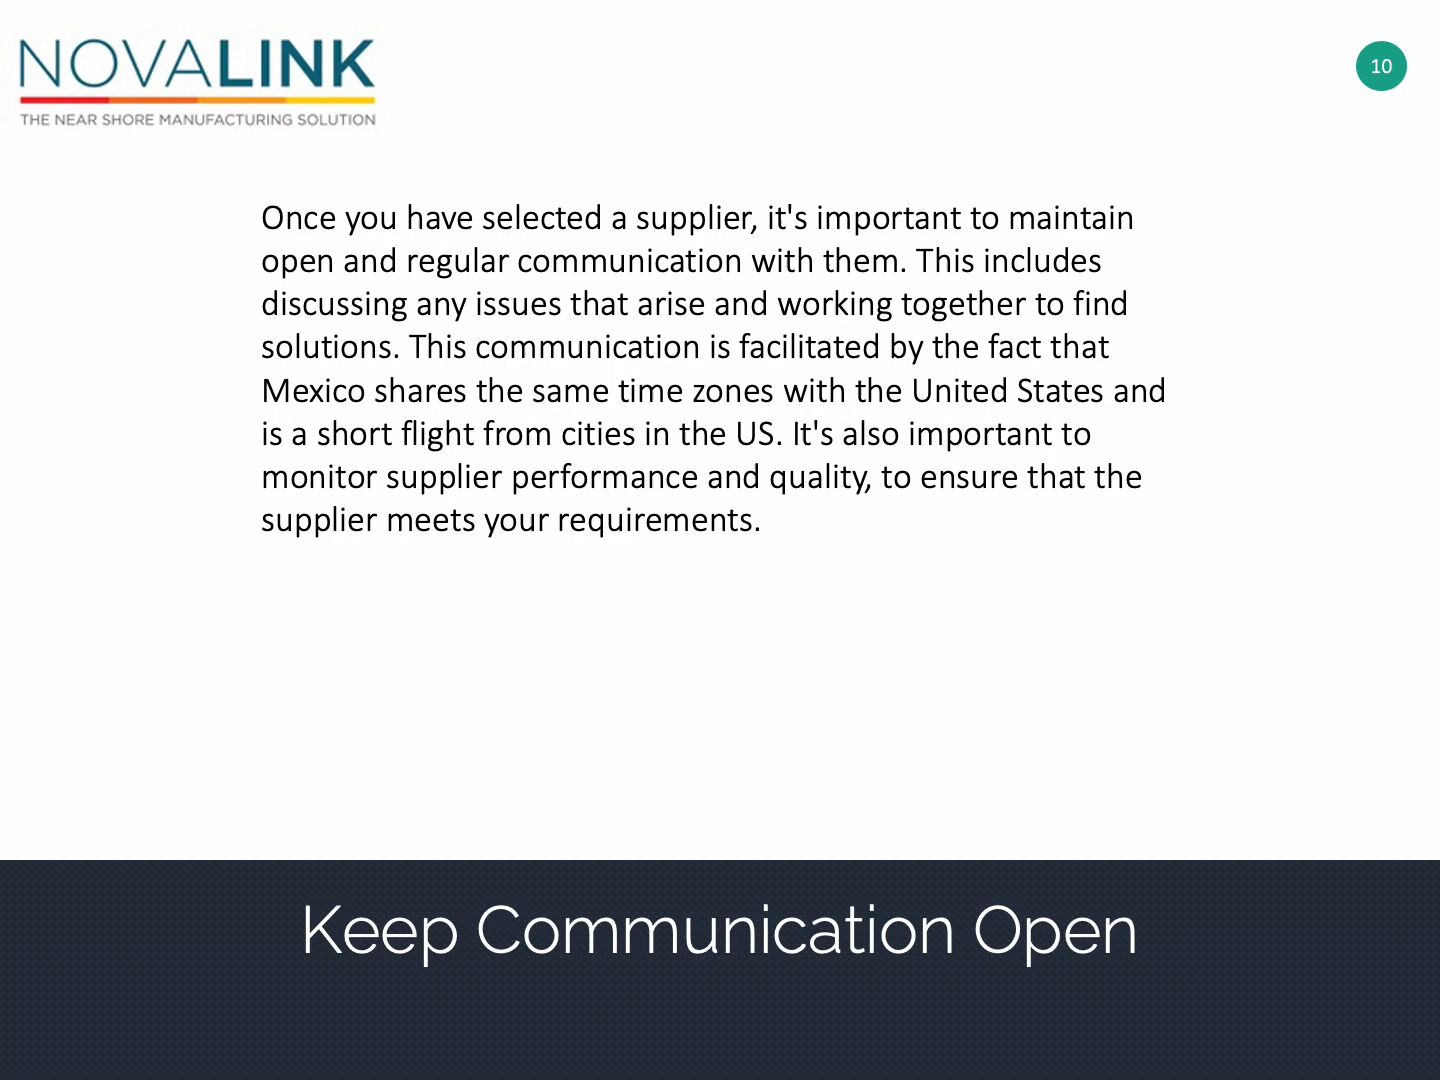 NOVALINK
THE NEAR SHORE MANUFACTURING SOLUTION
10
Once you have selected a supplier, it's important to maintain
open and regular communication with them. This includes
discussing any issues that arise and working together to find
solutions. This communication is facilitated by the fact that
Mexico shares the same time zones with the United States and
is a short flight from cities in the US. It's also important to
monitor supplier performance and quality, to ensure that the
supplier meets your requirements.
Keep Communication Open